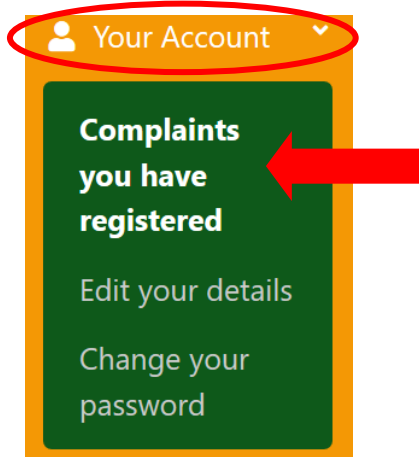 Your Account
Complaints
you have
registered
Edit your details
Change your
password